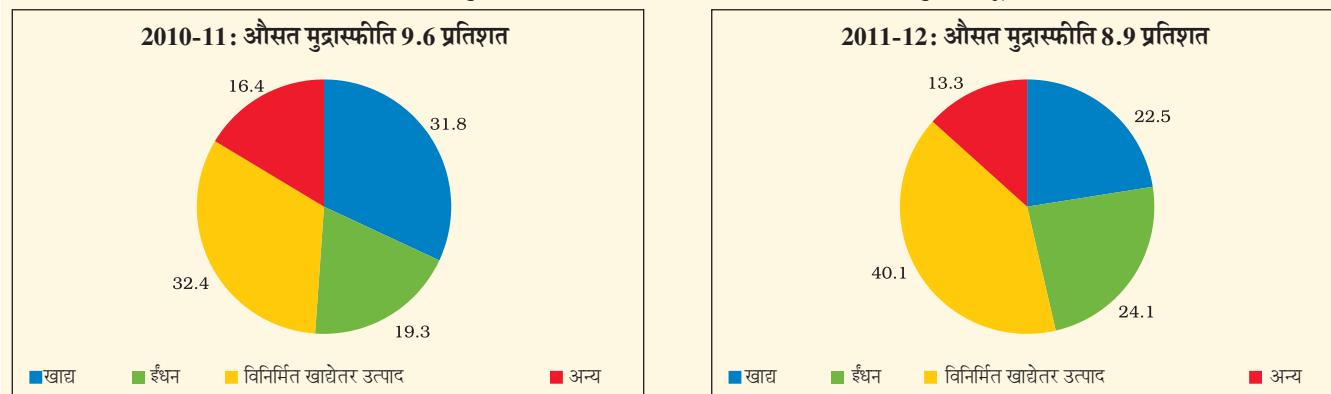 2010-11: औसत मुद्रास्फीति 9.6 प्रतिशत
16.4
31.8
32.4
19.3
खाद्य ईंधन विनिर्मित खाद्येतर उत्पाद अन्य
2011-12: औसत मुद्रास्फीति 8.9 प्रतिशत
13.3
22.5
40.1
24.1
खाद्य ईंधन विनिर्मित खाद्येतर उत्पाद अन्य